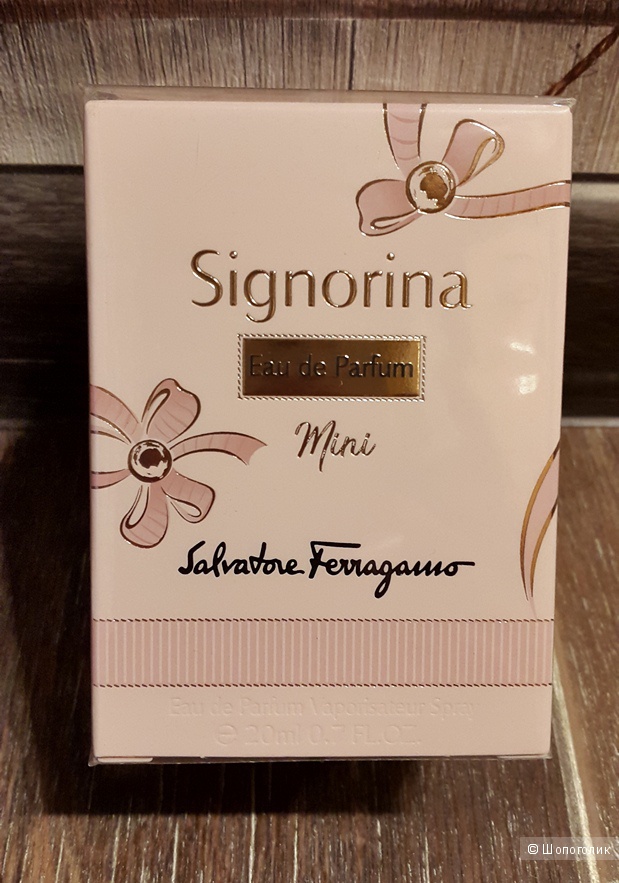 Signorina
Eau de Parfum
Mini
Salvatore Ferragamo
Eau de Parfum Vaporisateur Spray
℮ 20ml 0.7 FL.OZ.
© Шопоголик